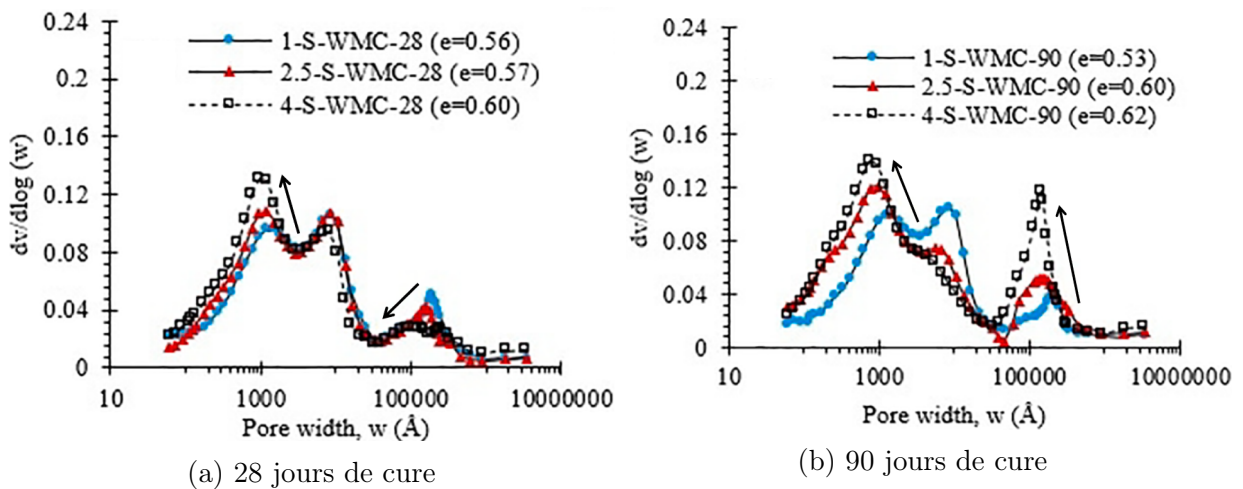 0.24
0.2
0.16
0.12
0.08
0.04
0
dv/dlog (w)
1-S-WMC-28 (e=0.56)
2.5-S-WMC-28 (e=0.57)
4-S-WMC-28 (e=0.60)
10 1000 100000 10000000
Pore width, w (Å)
(a) 28 jours de cure
0.24
0.2
0.16
0.12
0.08
0.04
0
dv/dlog (w)
1-S-WMC-90 (e=0.53)
2.5-S-WMC-90 (e=0.60)
4-S-WMC-90 (e=0.62)
10 1000 100000 10000000
Pore width, w (Å)
(b) 90 jours de cure